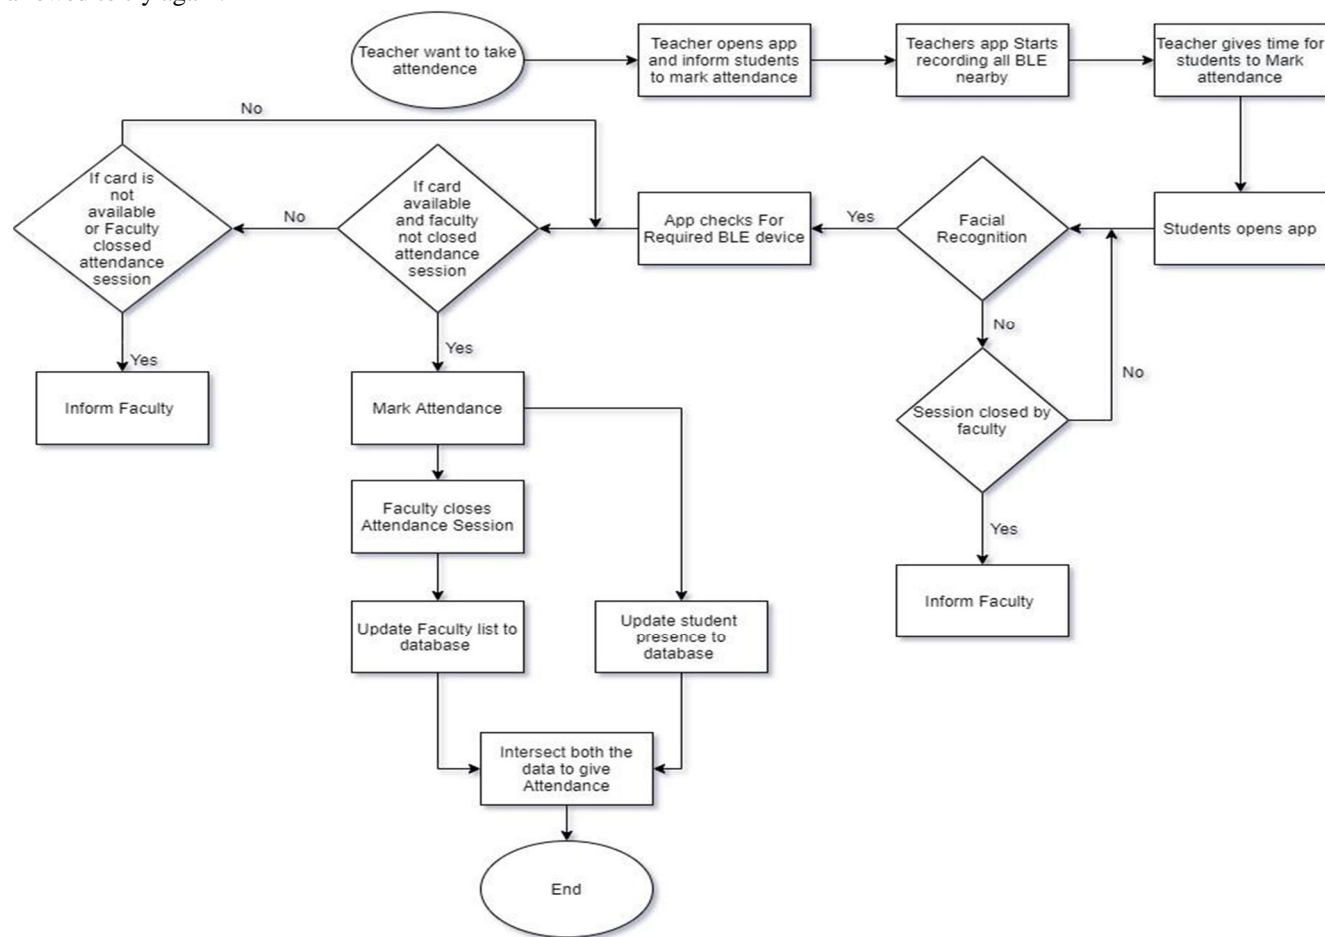 Teacher want to take
attendence
Teacher opens app
and inform students
to mark attendance
Teachers app Starts
recording all BLE
nearby
Teacher gives time for
students to Mark
attendance
No
If card is
not
available
or Faculty
clossed
attendance
session
No
If card
available
and faculty
not closed
attendance
session
App checks For
Required BLE device
Yes
Facial
Recognition
Students opens app
Yes
Inform Faculty
Yes
Mark Attendance
No
Session closed by
faculty
No
Faculty closes
Attendance Session
Yes
Inform Faculty
Update Faculty list to
database
Update student
presence to
database
Intersect both the
data to give
Attendance
End